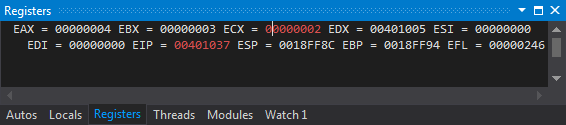 Registers
EAX = 00000004 EBX = 00000003 ECX = 00000002 EDX = 00401005 ESI = 00000000
EDI = 00000000 EIP = 00401037 ESP = 0018FF8C EBP = 0018FF94 EFL = 00000246
Autos Locals Registers Threads Modules Watch 1